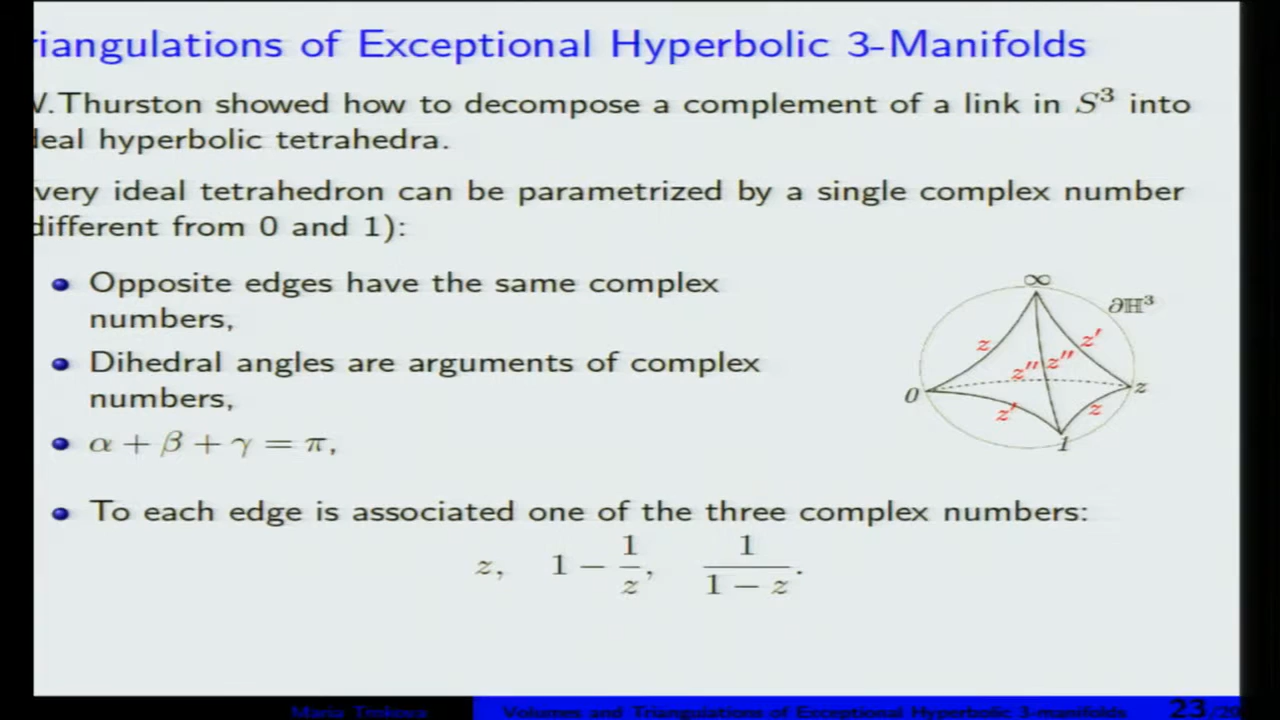 riangulations of Exceptional Hyperbolic 3-Manifolds
.Thurston showed how to decompose a complement of a link in S³ into
deal hyperbolic tetrahedra.
very ideal tetrahedron can be parametrized by a single complex number
different from 0 and 1):
Opposite edges have the same complex
numbers,
Dihedral angles are arguments of complex
numbers,
α + β + γ = π,
∞
∂ℍ³
z
z'
z''
z''
0
z
z'
z
1
To each edge is associated one of the three complex numbers:
z, 1 − 1/z, 1/(1 − z).
Maria Volumes and Triangulations of Exceptional Hyperbolic 3-manifolds 23